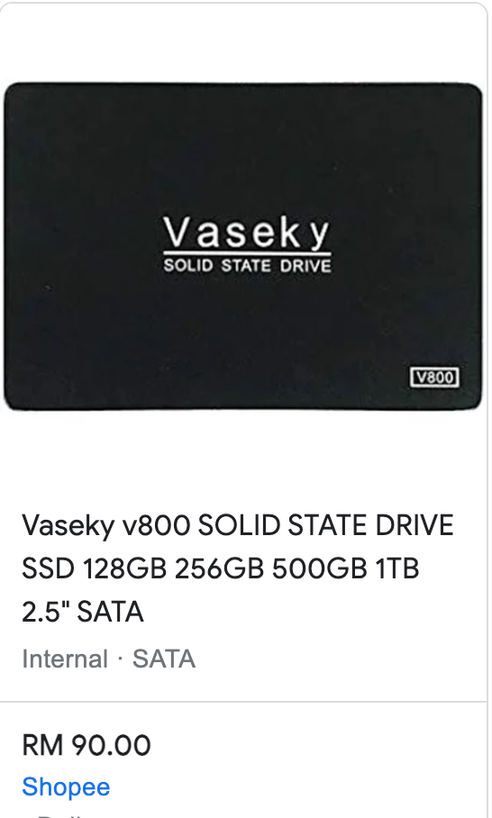 Vaseky
SOLID STATE DRIVE
V800
Vaseky v800 SOLID STATE DRIVE
SSD 128GB 256GB 500GB 1TB
2.5" SATA
Internal · SATA
RM 90.00
Shopee